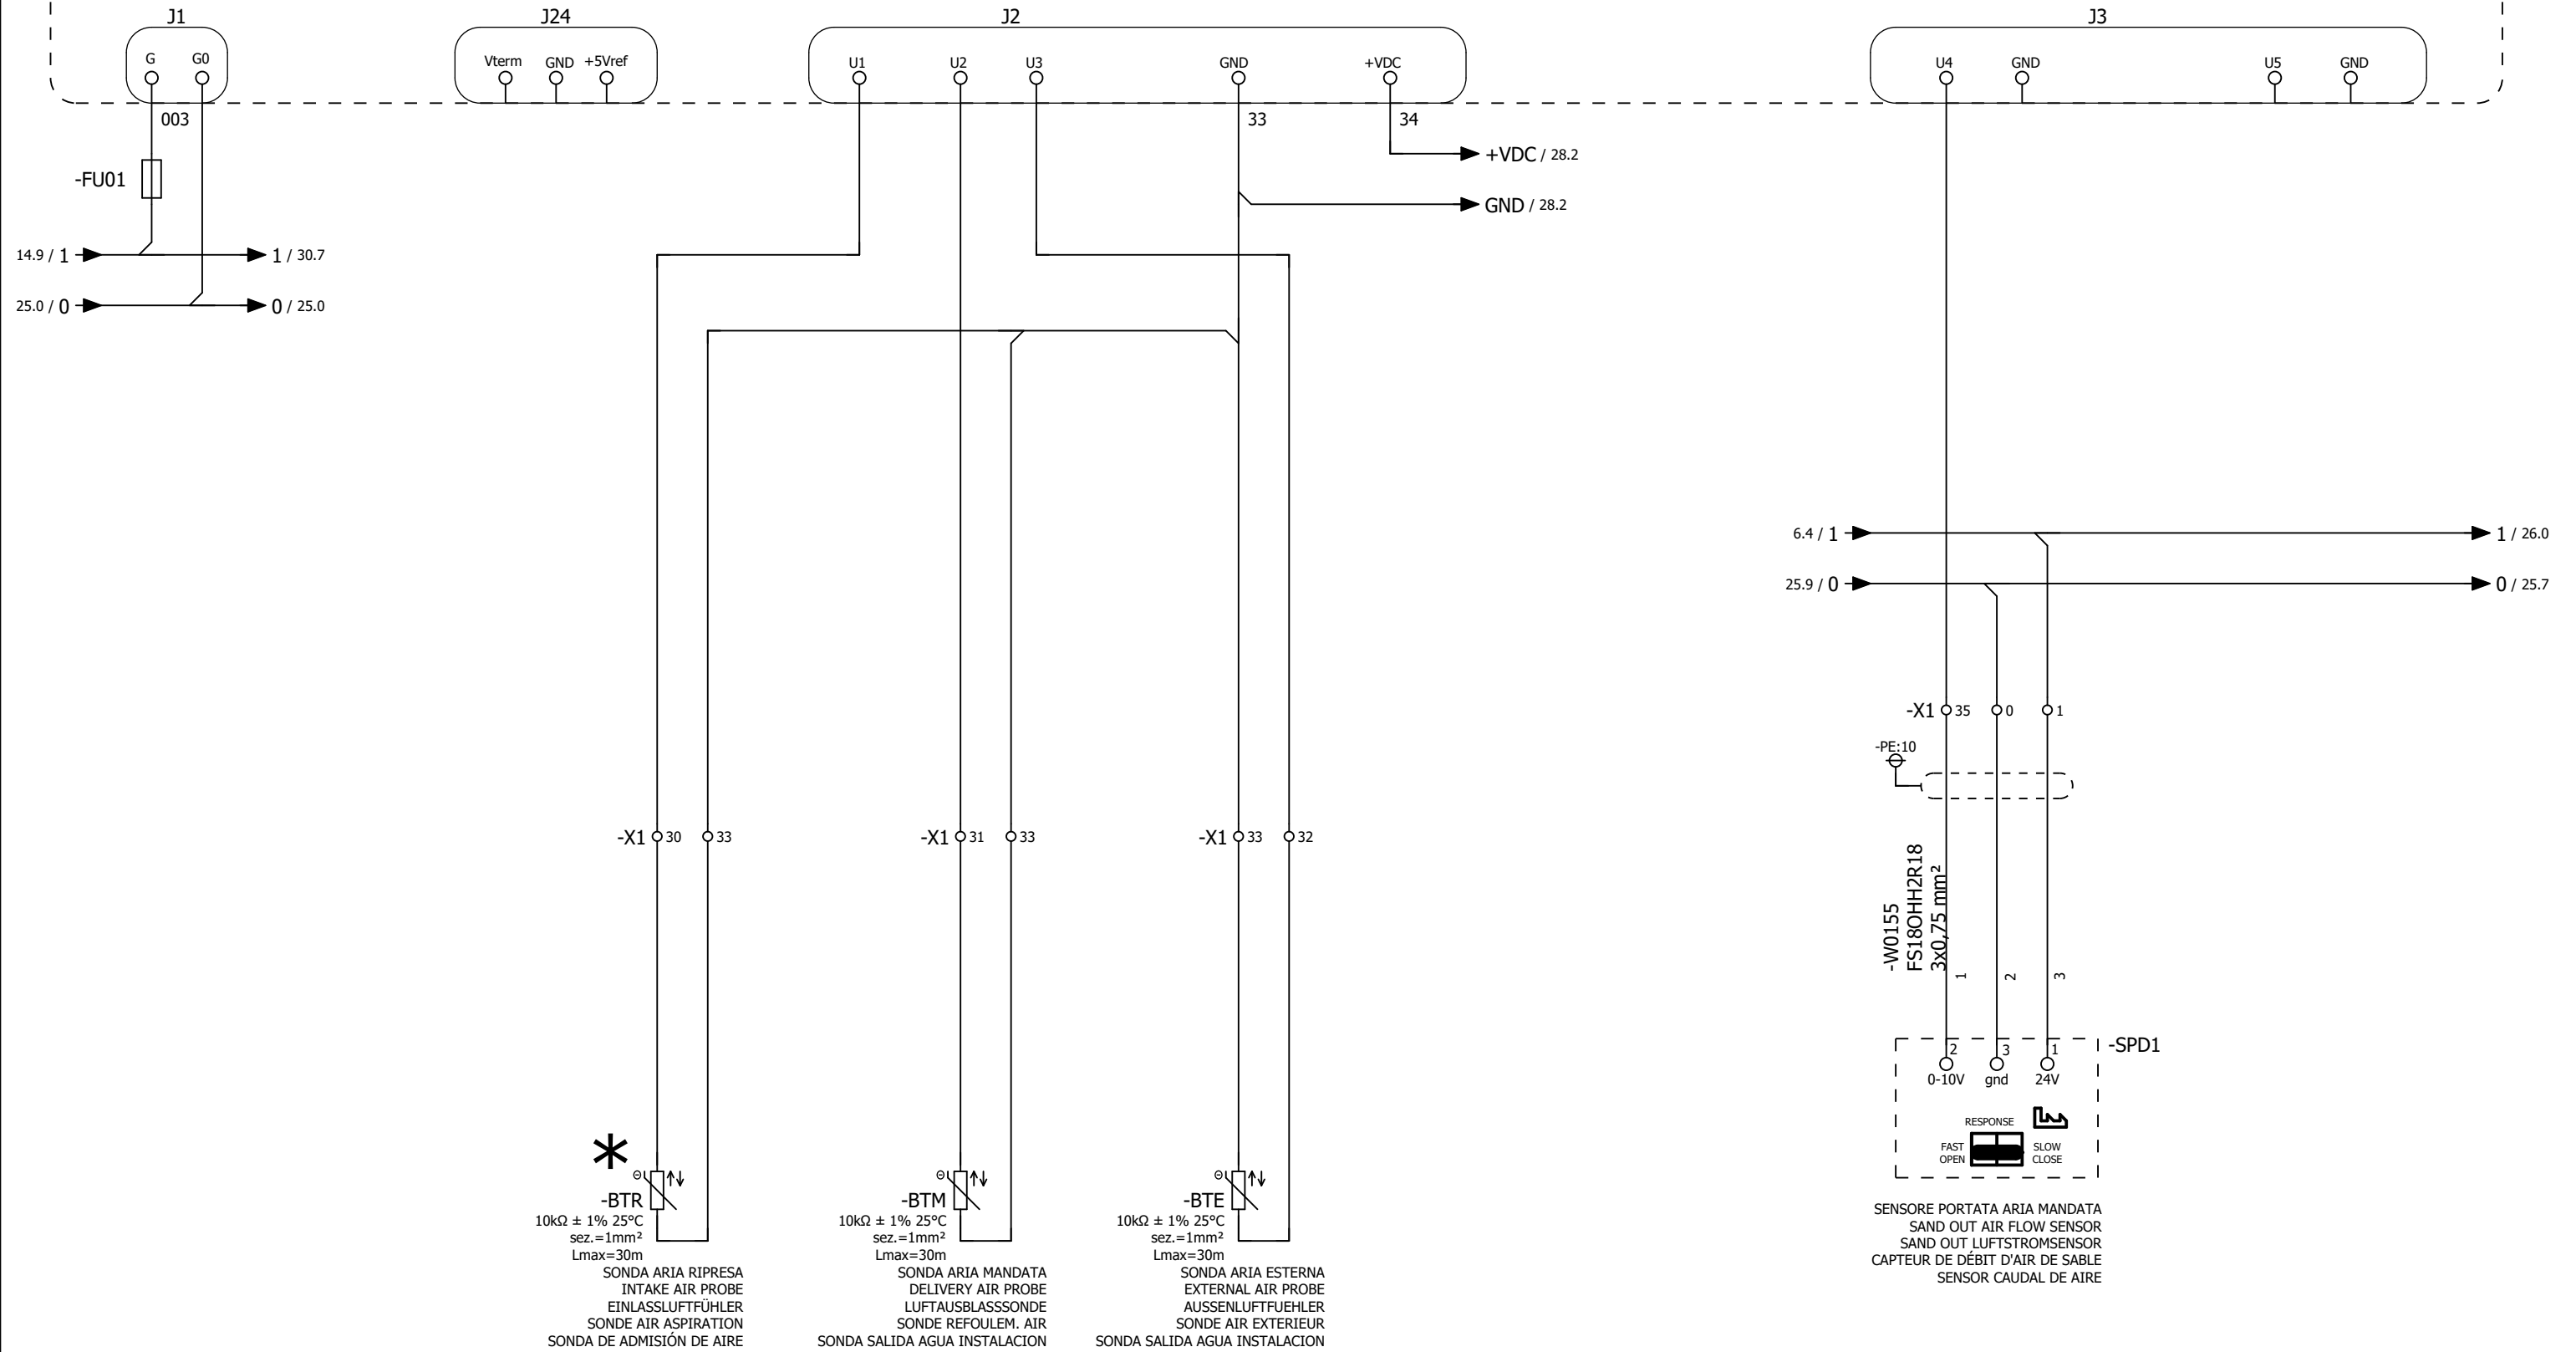 J1
J24
J2
J3
G G0
Vterm GND +5Vref
U1 U2 U3 GND +VDC
U4 GND U5 GND
003
33
34
+VDC / 28.2
-FU01
GND / 28.2
14.9 / 1
1 / 30.7
25.0 / 0
0 / 25.0
6.4 / 1
1 / 26.0
25.9 / 0
0 / 25.7
-X1 35 0 1
-PE:10
-X1 30 33
-X1 31 33
-X1 33 32
-W0155
FS18OHH2R18
3x0,75 mm²
1 2 3
2 3 1
-SPD1
0-10V gnd 24V
RESPONSE
FAST
OPEN
SLOW
CLOSE
SENSORE PORTATA ARIA MANDATA
SAND OUT AIR FLOW SENSOR
SAND OUT LUFTSTROMSENSOR
CAPTEUR DE DÉBIT D'AIR DE SABLE
SENSOR CAUDAL DE AIRE
*
Θ
-BTR
10kΩ ± 1% 25°C
sez.=1mm²
Lmax=30m
SONDA ARIA RIPRESA
INTAKE AIR PROBE
EINLASSLUFTFÜHLER
SONDE AIR ASPIRATION
SONDA DE ADMISIÓN DE AIRE
Θ
-BTM
10kΩ ± 1% 25°C
sez.=1mm²
Lmax=30m
SONDA ARIA MANDATA
DELIVERY AIR PROBE
LUFTAUSBLASSSONDE
SONDE REFOULEM. AIR
SONDA SALIDA AGUA INSTALACION
Θ
-BTE
10kΩ ± 1% 25°C
sez.=1mm²
Lmax=30m
SONDA ARIA ESTERNA
EXTERNAL AIR PROBE
AUSSENLUFTFUEHLER
SONDE AIR EXTERIEUR
SONDA SALIDA AGUA INSTALACION